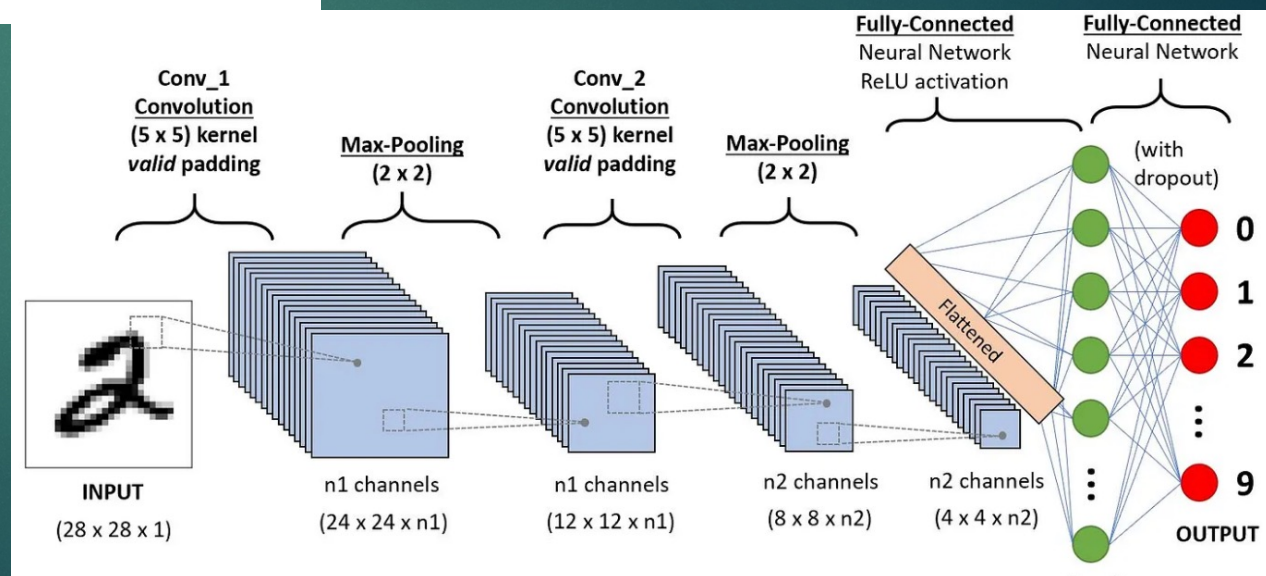 Conv_1
Convolution
(5 x 5) kernel
valid padding
Max-Pooling
(2 x 2)
Conv_2
Convolution
(5 x 5) kernel
valid padding
Max-Pooling
(2 x 2)
Fully-Connected
Neural Network
ReLU activation
Fully-Connected
Neural Network
(with
dropout)
Flattened
0
1
2
9
OUTPUT
INPUT
(28 x 28 x 1)
n1 channels
(24 x 24 x n1)
n1 channels
(12 x 12 x n1)
n2 channels
(8 x 8 x n2)
n2 channels
(4 x 4 x n2)
2